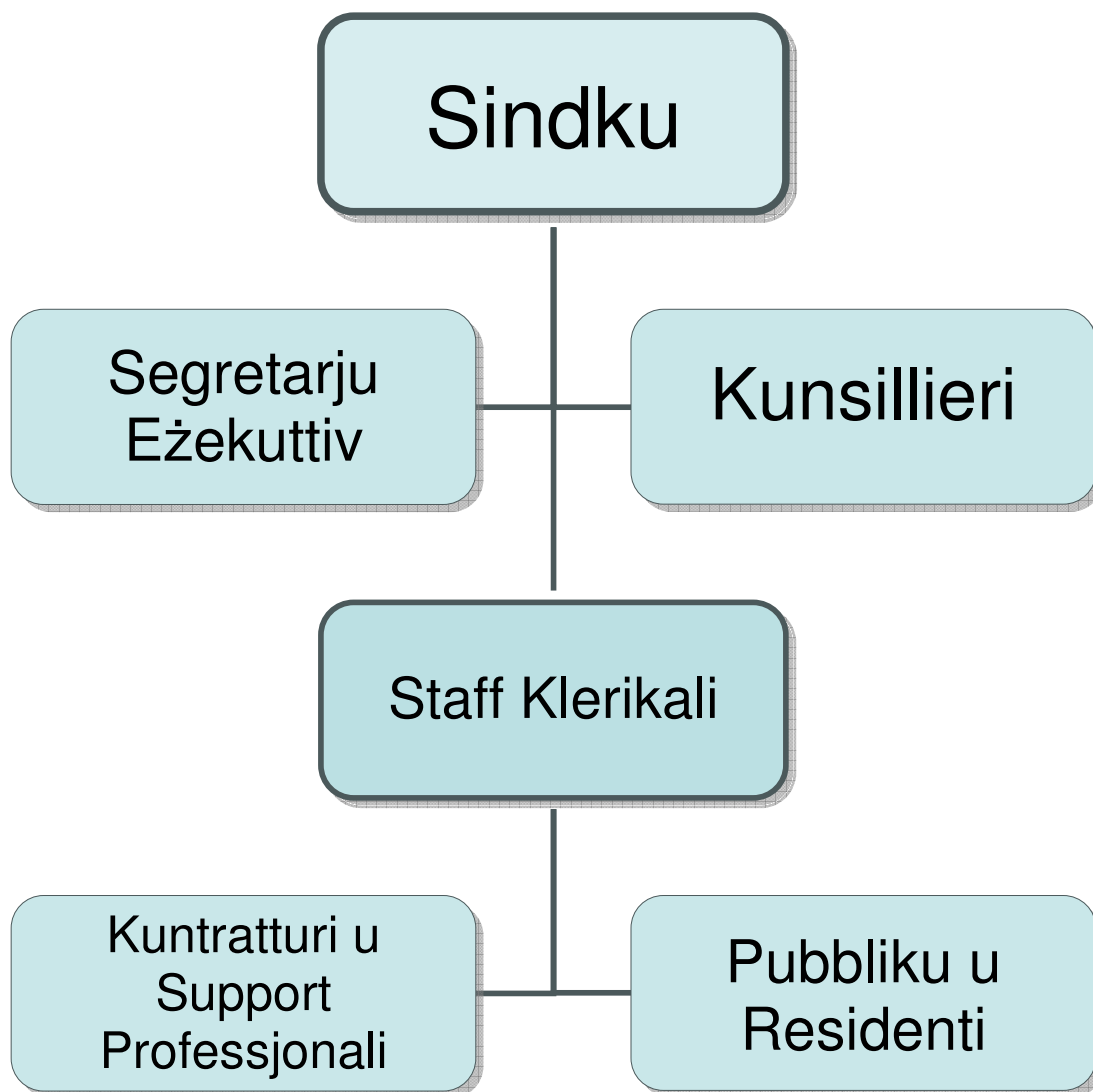 Sindku
Segretarju
Eżekuttiv
Kunsillieri
Staff Klerikali
Kuntratturi u
Support
Professjonali
Pubbliku u
Residenti